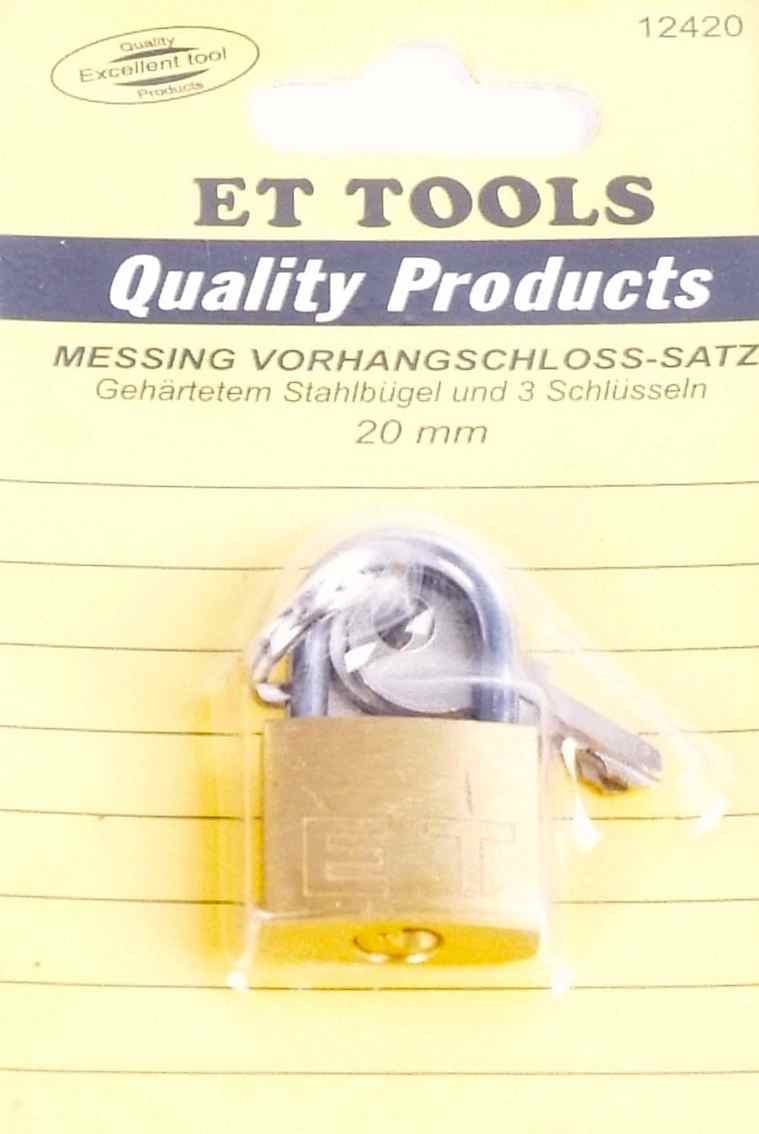 12420
Quality
Excellent tool
Products
ET TOOLS
Quality Products
MESSING VORHANGSCHLOSS-SATZ
Gehärtetem Stahlbügel und 3 Schlüsseln
20 mm
ET